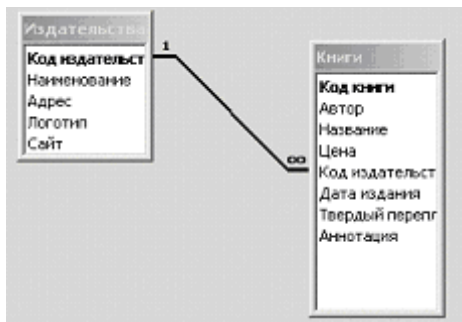 Издательства
Код издательст
Наименование
Адрес
Логотип
Сайт
1
∞
Книги
Код книги
Автор
Название
Цена
Код издательст
Дата издания
Твердый перепл
Аннотация